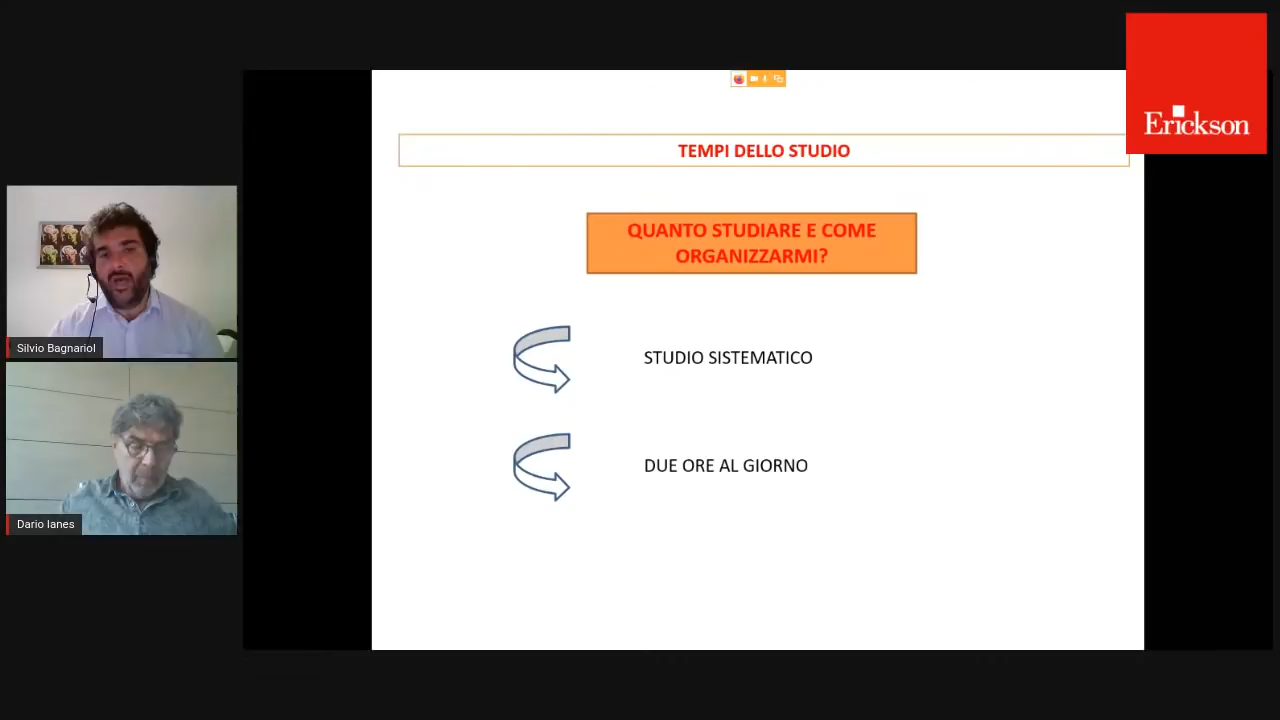 Erickson
TEMPI DELLO STUDIO
QUANTO STUDIARE E COME
ORGANIZZARMI?
STUDIO SISTEMATICO
DUE ORE AL GIORNO
Silvio Bagnariol
Dario Ianes